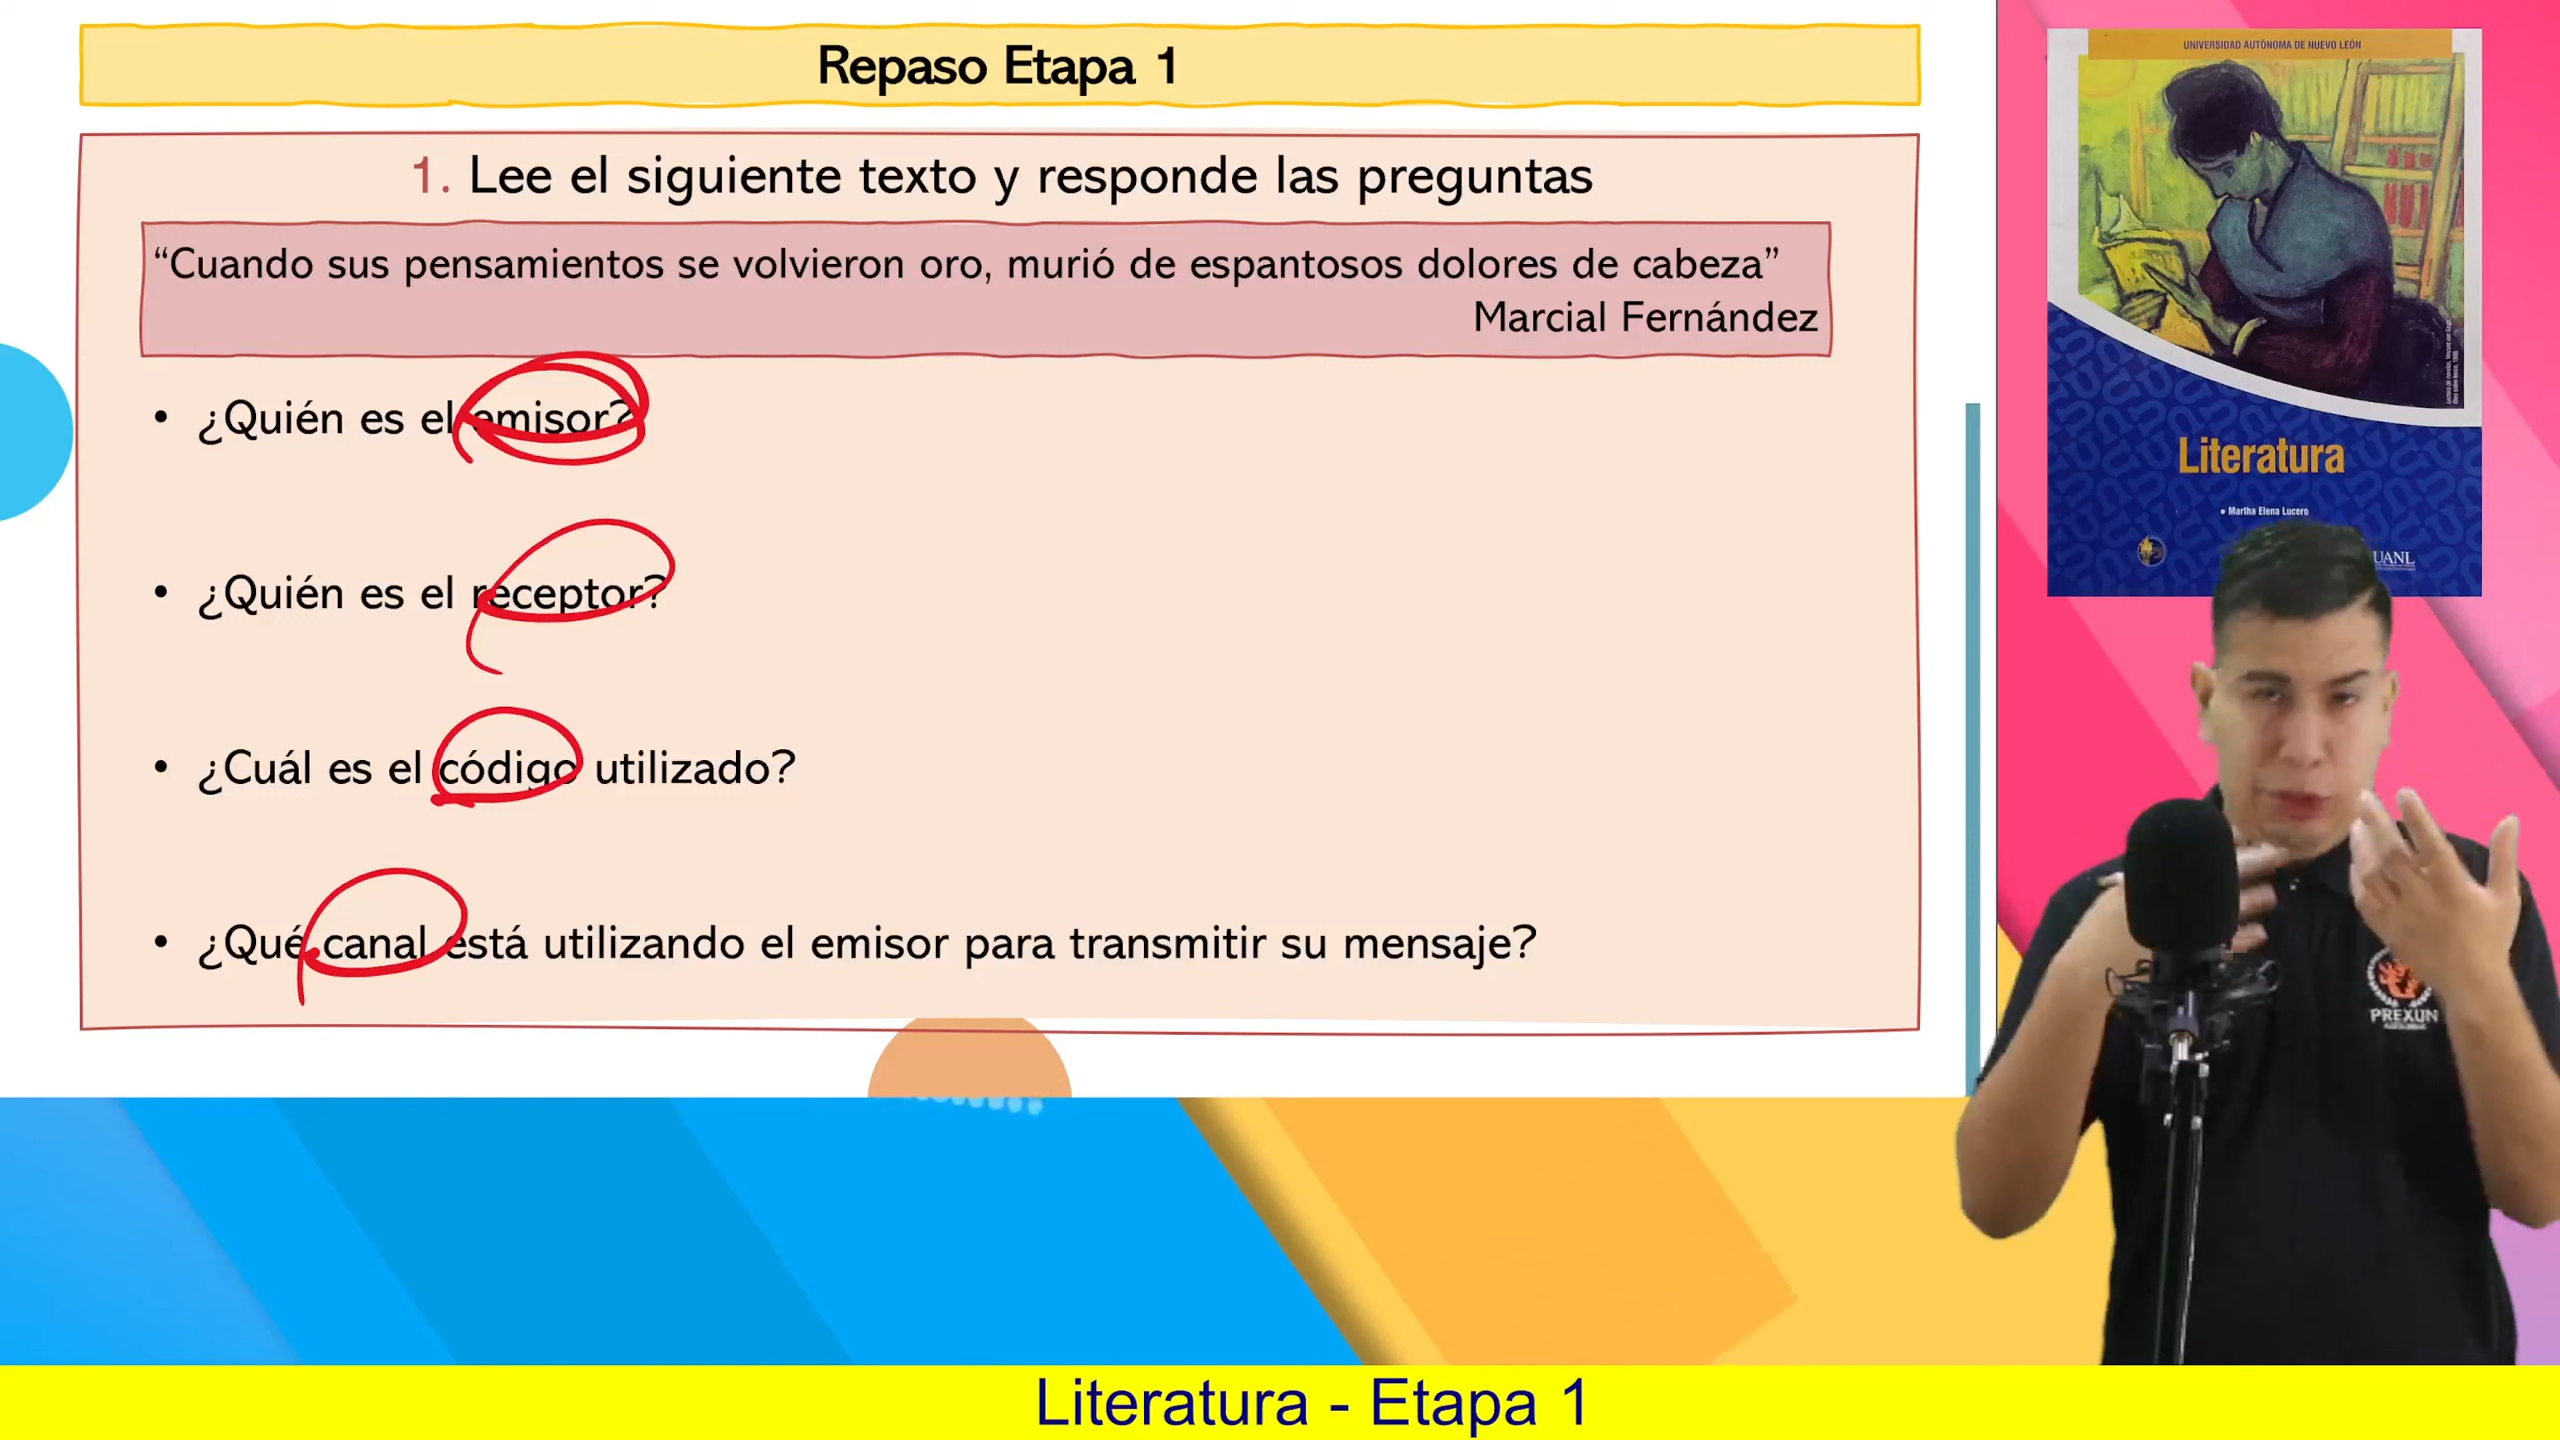 Repaso Etapa 1
1. Lee el siguiente texto y responde las preguntas
“Cuando sus pensamientos se volvieron oro, murió de espantosos dolores de cabeza”
Marcial Fernández
• ¿Quién es el emisor?
• ¿Quién es el receptor?
• ¿Cuál es el código utilizado?
• ¿Qué canal está utilizando el emisor para transmitir su mensaje?
UNIVERSIDAD AUTÓNOMA DE NUEVO LEÓN
Literatura
• Martha Elena Lucero
UANL
PREXUN
Literatura - Etapa 1